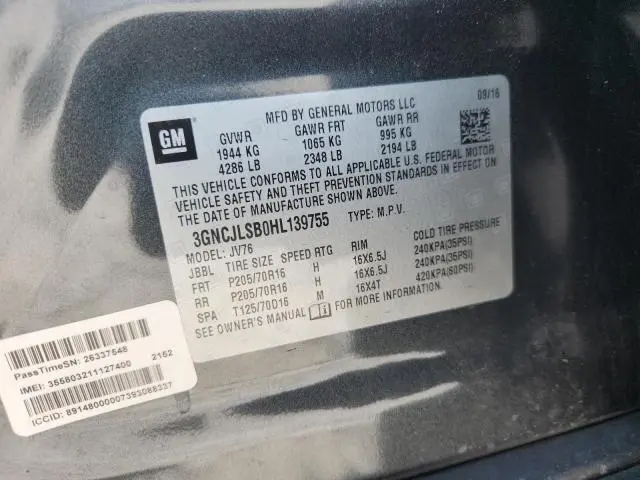 MFD BY GENERAL MOTORS LLC 09/16
GM
GVWR GAWR FRT GAWR RR
1944 KG 1065 KG 995 KG
4286 LB 2348 LB 2194 LB
THIS VEHICLE CONFORMS TO ALL APPLICABLE U.S. FEDERAL MOTOR
VEHICLE SAFETY AND THEFT PREVENTION STANDARDS IN EFFECT ON
THE DATE OF MANUFACTURE SHOWN ABOVE.
3GNCJLSB0HL139755 TYPE: M.P.V.
MODEL: JV76
JBBL TIRE SIZE SPEED RTG RIM COLD TIRE PRESSURE
FRT P205/70R16 H 16X6.5J 240KPA(35PSI)
RR P205/70R16 H 16X6.5J 240KPA(35PSI)
SPA T125/70D16 M 16X4T 420KPA(60PSI)
SEE OWNER'S MANUAL FOR MORE INFORMATION.
PassTimeSN: 26337548 2152
IMEI: 355803211127400
ICCID: 89148000007393088337